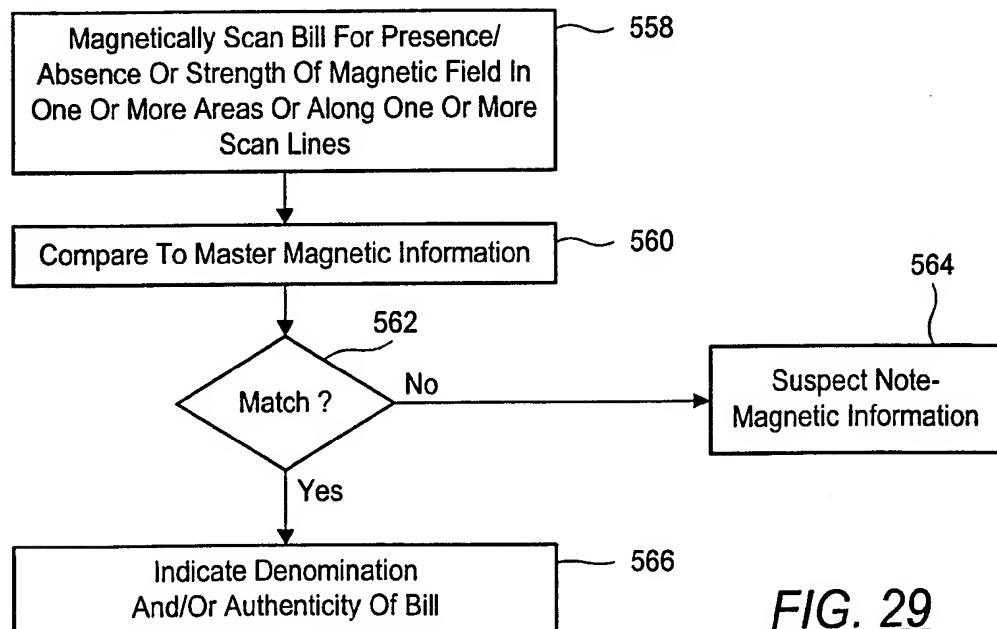 Magnetically Scan Bill For Presence/
Absence Or Strength Of Magnetic Field In
One Or More Areas Or Along One Or More
Scan Lines
558
Compare To Master Magnetic Information
560
562
Match ?
No
564
Suspect Note-
Magnetic Information
Yes
Indicate Denomination
And/Or Authenticity Of Bill
566
FIG. 29